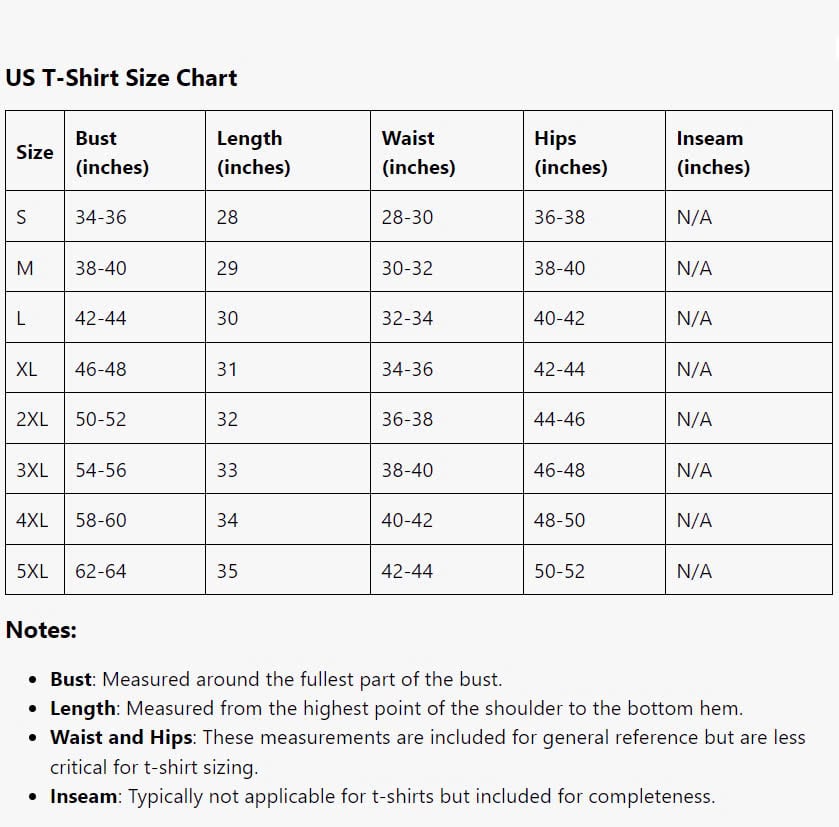 US T-Shirt Size Chart
Size Bust (inches) Length (inches) Waist (inches) Hips (inches) Inseam (inches)
S 34-36 28 28-30 36-38 N/A
M 38-40 29 30-32 38-40 N/A
L 42-44 30 32-34 40-42 N/A
XL 46-48 31 34-36 42-44 N/A
2XL 50-52 32 36-38 44-46 N/A
3XL 54-56 33 38-40 46-48 N/A
4XL 58-60 34 40-42 48-50 N/A
5XL 62-64 35 42-44 50-52 N/A
Notes:
• Bust: Measured around the fullest part of the bust.
• Length: Measured from the highest point of the shoulder to the bottom hem.
• Waist and Hips: These measurements are included for general reference but are less
critical for t-shirt sizing.
• Inseam: Typically not applicable for t-shirts but included for completeness.